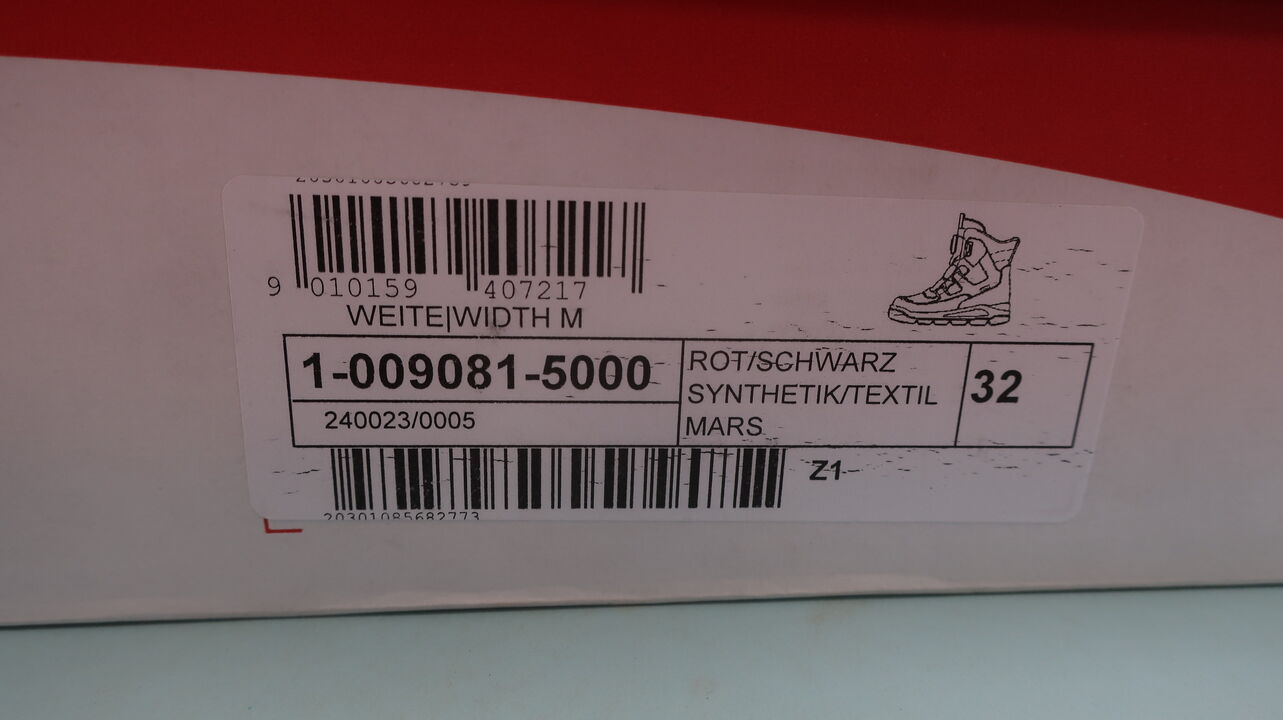 9 010159 407217
WEITE|WIDTH M
1-009081-5000
240023/0005
ROT/SCHWARZ
SYNTHETIK/TEXTIL
MARS
32
Z1
20301085682773